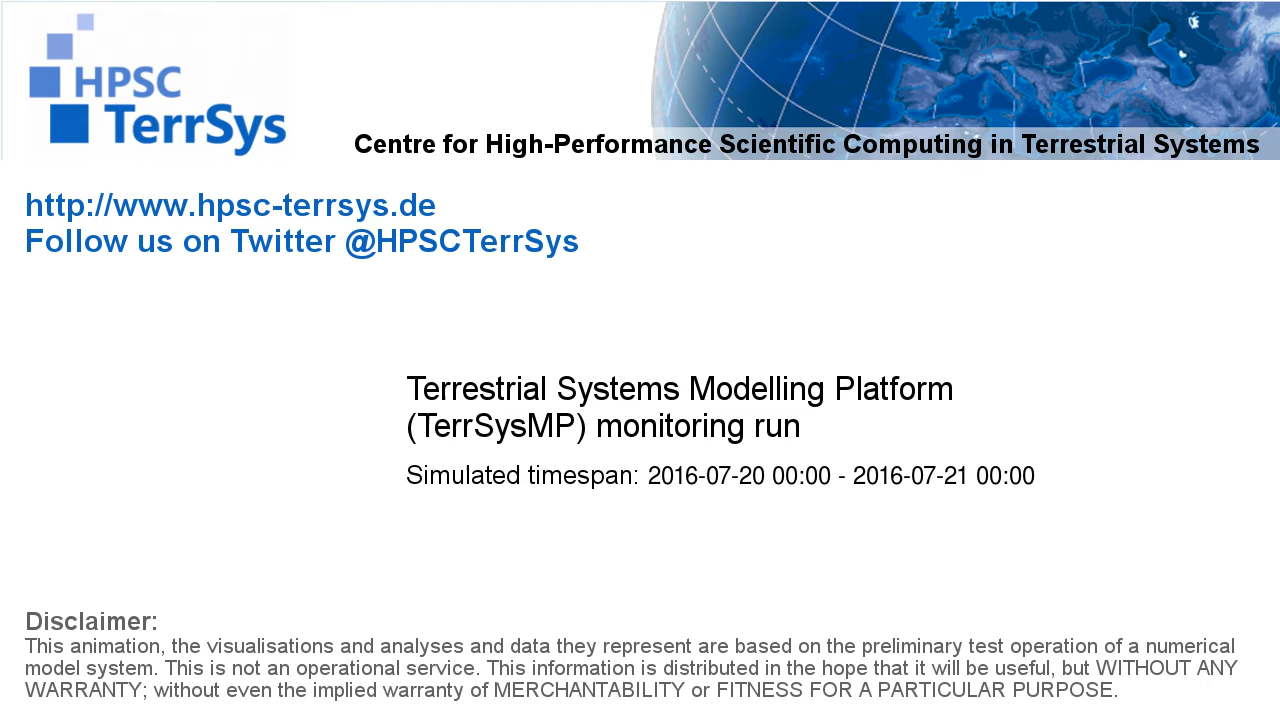 HPSC
TerrSys
Centre for High-Performance Scientific Computing in Terrestrial Systems
http://www.hpsc-terrsys.de
Follow us on Twitter @HPSCTerrSys
Terrestrial Systems Modelling Platform
(TerrSysMP) monitoring run
Simulated timespan: 2016-07-20 00:00 - 2016-07-21 00:00
Disclaimer:
This animation, the visualisations and analyses and data they represent are based on the preliminary test operation of a numerical
model system. This is not an operational service. This information is distributed in the hope that it will be useful, but WITHOUT ANY
WARRANTY; without even the implied warranty of MERCHANTABILITY or FITNESS FOR A PARTICULAR PURPOSE.